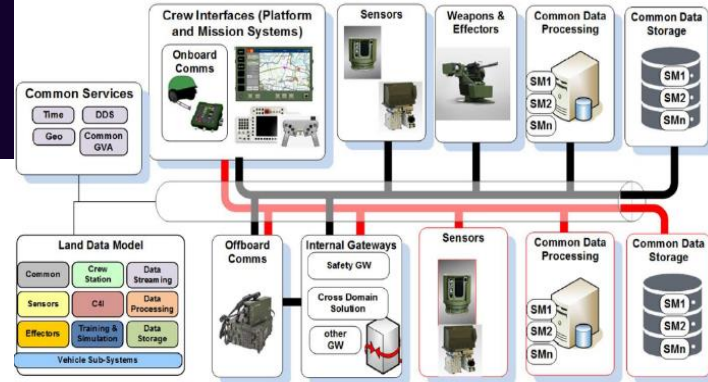 Crew Interfaces (Platform
and Mission Systems)
Onboard
Comms
Sensors
Weapons &
Effectors
Common Data
Processing
SM1
SM2
SMn
Common Data
Storage
SM1
SM2
SMn
Common Services
Time
DDS
Geo
Common
GVA
Land Data Model
Common
Crew
Station
Data
Streaming
Sensors
C4I
Data
Processing
Effectors
Training &
Simulation
Data
Storage
Vehicle Sub-Systems
Offboard
Comms
Internal Gateways
Safety GW
Cross Domain
Solution
other
GW
Sensors
Common Data
Processing
SM1
SM2
SMn
Common Data
Storage
SM1
SM2
SMn